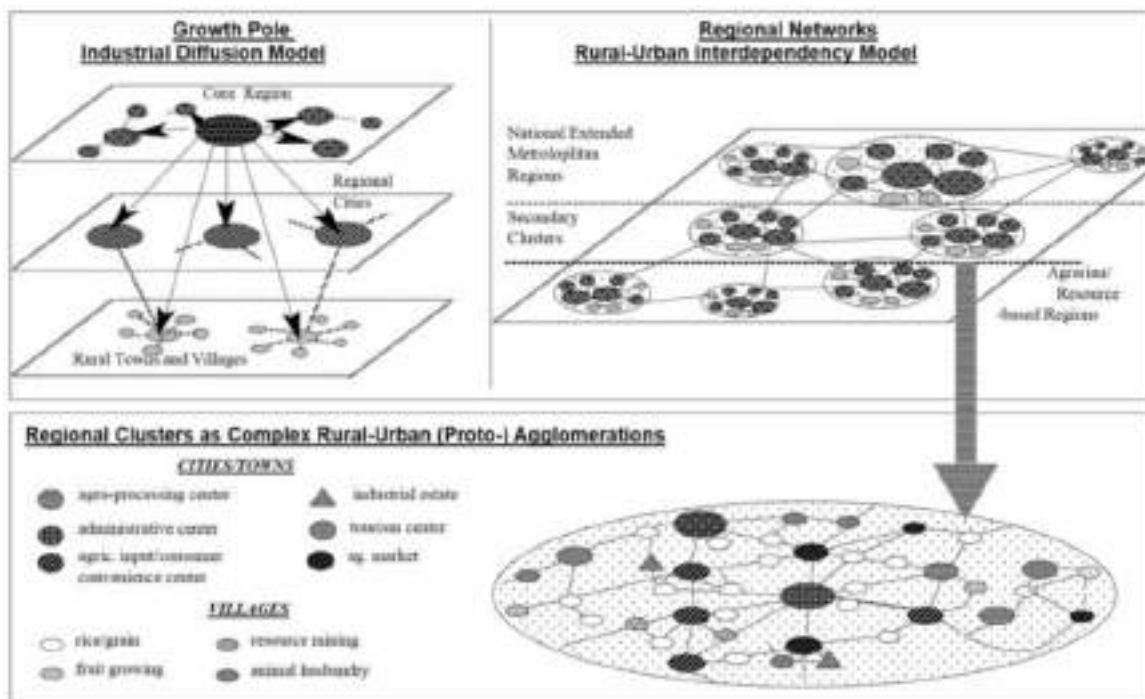 Growth Pole
Industrial Diffusion Model
Core Region
Regional
Cities
Rural Towns and Villages
Regional Networks
Rural-Urban Interdependency Model
National Extended
Metroloplitan
Regions
Secondary
Clusters
Agrarian/
Resource
-based Regions
Regional Clusters as Complex Rural-Urban (Proto-) Agglomerations
CITIES/TOWNS
agro-processing center
industrial estate
administrative center
tourism center
agric. input/consumer
convenience center
ag. market
VILLAGES
rice/grain
resource mining
fruit growing
animal husbandry